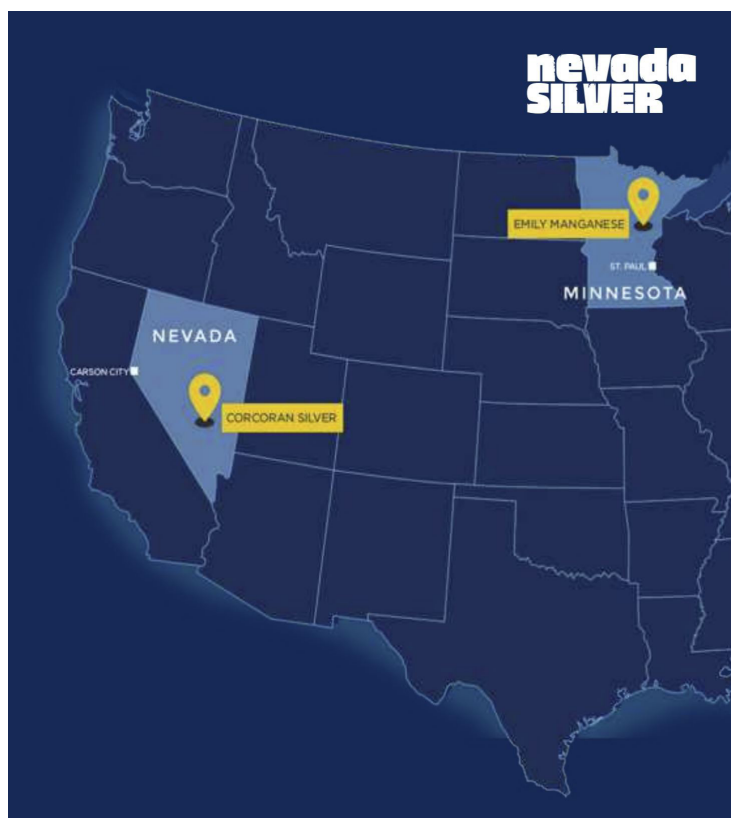 nevada
SILVER
EMILY MANGANESE
ST. PAUL
MINNESOTA
NEVADA
CARSON CITY
CORCORAN SILVER